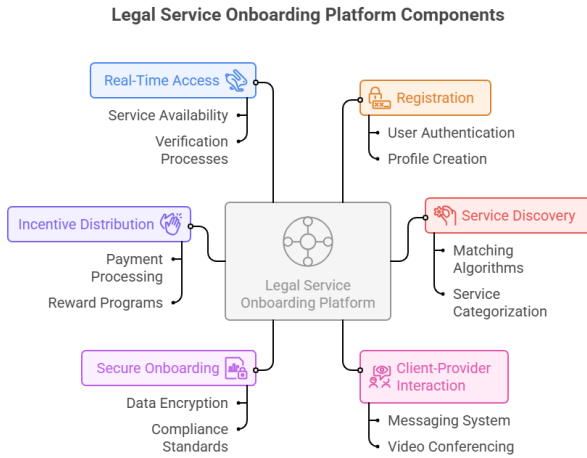 Legal Service Onboarding Platform Components
Real-Time Access
Service Availability
Verification
Processes
Registration
User Authentication
Profile Creation
Incentive Distribution
Payment
Processing
Reward Programs
Legal Service
Onboarding Platform
Service Discovery
Matching
Algorithms
Service
Categorization
Secure Onboarding
Data Encryption
Compliance
Standards
Client-Provider
Interaction
Messaging System
Video Conferencing